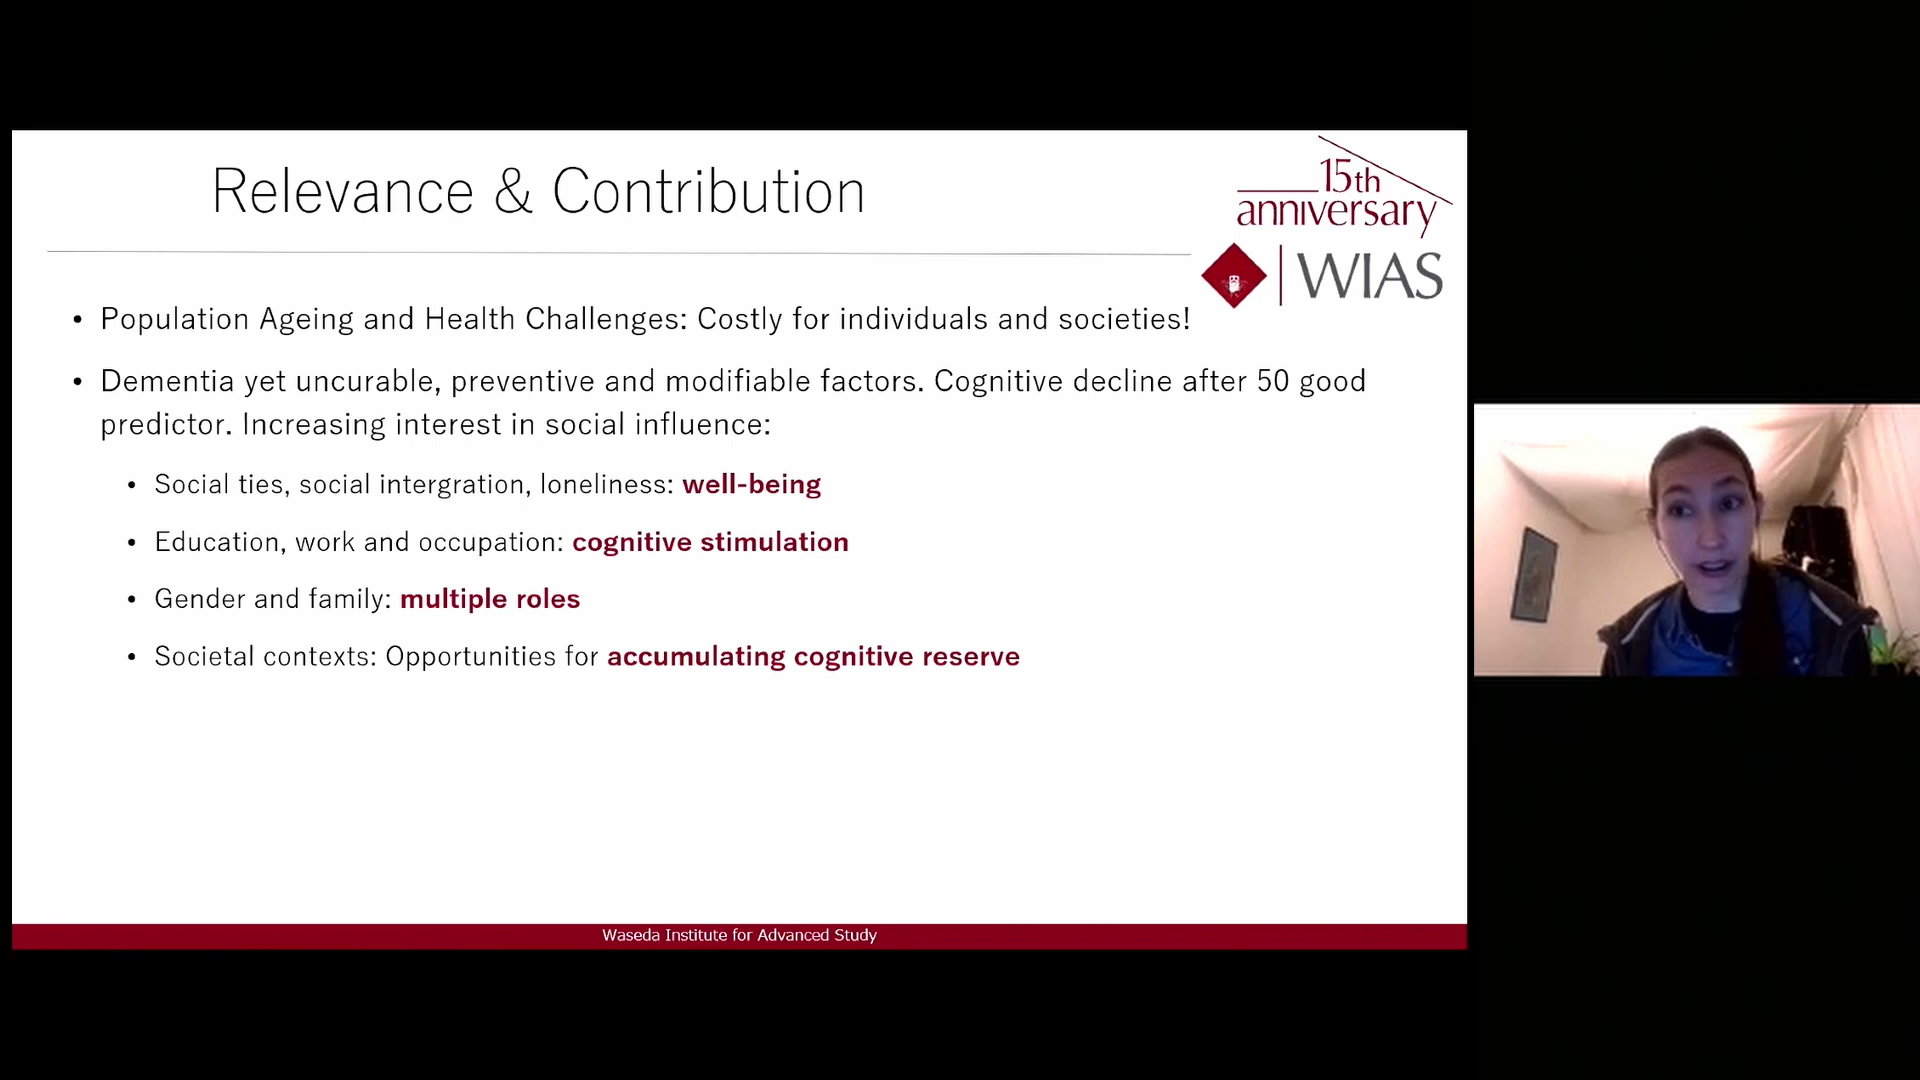 Relevance & Contribution
15th
anniversary
WIAS
• Population Ageing and Health Challenges: Costly for individuals and societies!
• Dementia yet uncurable, preventive and modifiable factors. Cognitive decline after 50 good
predictor. Increasing interest in social influence:
• Social ties, social intergration, loneliness: well-being
• Education, work and occupation: cognitive stimulation
• Gender and family: multiple roles
• Societal contexts: Opportunities for accumulating cognitive reserve
Waseda Institute for Advanced Study